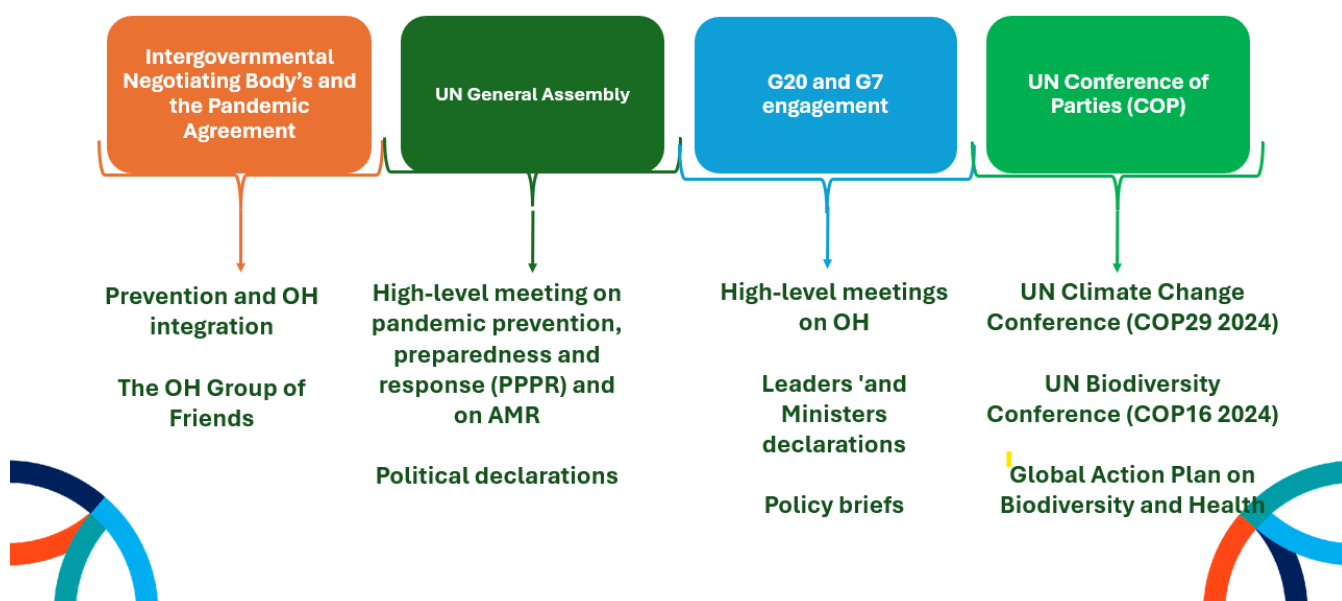 Intergovernmental
Negotiating Body's and
the Pandemic
Agreement
UN General Assembly
G20 and G7
engagement
UN Conference of
Parties (COP)
Prevention and OH
integration
The OH Group of
Friends
High-level meeting on
pandemic prevention,
preparedness and
response (PPPR) and
on AMR
Political declarations
High-level meetings
on OH
Leaders 'and
Ministers
declarations
Policy briefs
UN Climate Change
Conference (COP29 2024)
UN Biodiversity
Conference (COP16 2024)
Global Action Plan on
Biodiversity and Health